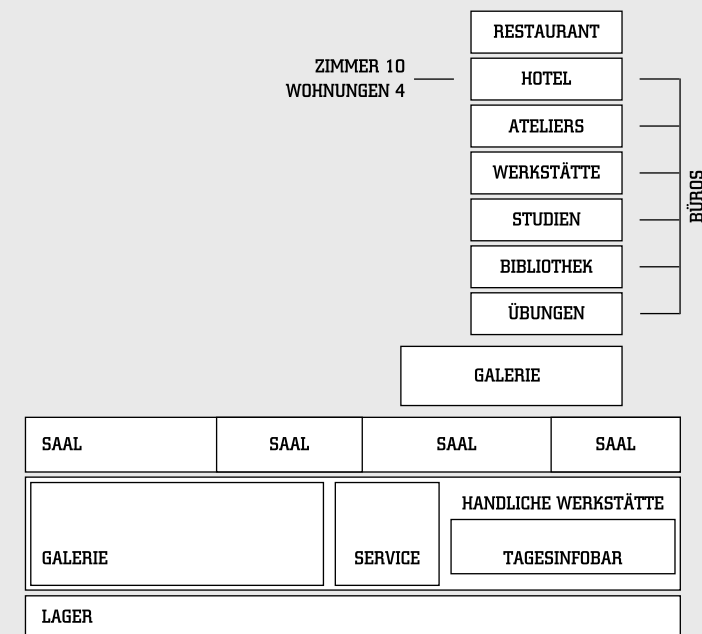 RESTAURANT
ZIMMER 10
WOHNUNGEN 4
HOTEL
ATELIERS
WERKSTÄTTE
STUDIEN
BIBLIOTHEK
ÜBUNGEN
BÜROS
GALERIE
SAAL SAAL SAAL SAAL
HANDLICHE WERKSTÄTTE
GALERIE SERVICE TAGESINFOBAR
LAGER